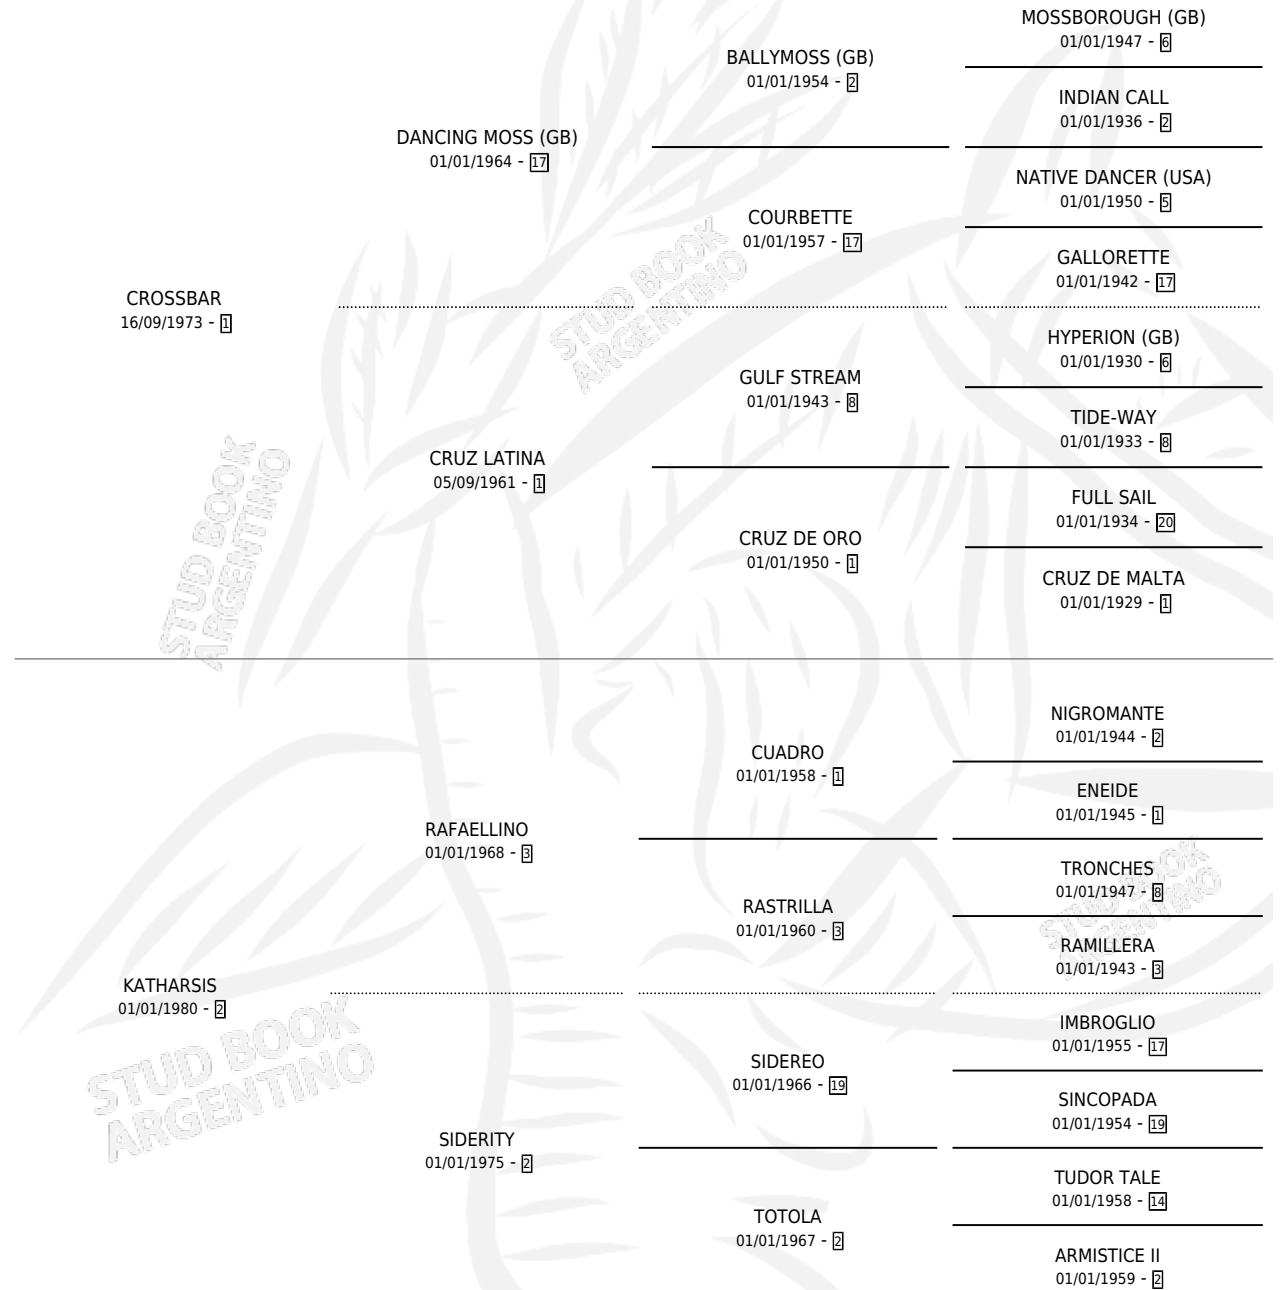 MOSSBOROUGH (GB)
01/01/1947 - 6
BALLYMOSS (GB)
01/01/1954 - 2
INDIAN CALL
01/01/1936 - 2
DANCING MOSS (GB)
01/01/1964 - 17
NATIVE DANCER (USA)
01/01/1950 - 5
COURBETTE
01/01/1957 - 17
GALLORETTE
01/01/1942 - 17
CROSSBAR
16/09/1973 - 1
HYPERION (GB)
01/01/1930 - 6
GULF STREAM
01/01/1943 - 8
TIDE-WAY
01/01/1933 - 8
CRUZ LATINA
05/09/1961 - 1
FULL SAIL
01/01/1934 - 20
CRUZ DE ORO
01/01/1950 - 1
CRUZ DE MALTA
01/01/1929 - 1
NIGROMANTE
01/01/1944 - 2
CUADRO
01/01/1958 - 1
ENEIDE
01/01/1945 - 1
RAFAELLINO
01/01/1968 - 3
TRONCHES
01/01/1947 - 8
RASTRILLA
01/01/1960 - 3
RAMILLERA
01/01/1943 - 3
KATHARSIS
01/01/1980 - 2
IMBROGLIO
01/01/1955 - 17
SIDEREO
01/01/1966 - 19
SINCOPADA
01/01/1954 - 19
SIDERITY
01/01/1975 - 2
TUDOR TALE
01/01/1958 - 14
TOTOLA
01/01/1967 - 2
ARMISTICE II
01/01/1959 - 2
STUD BOOK
ARGENTINO
STUD BOOK
ARGENTINO
STUD BOOK
ARGENTINO
STUD BOOK
ARGENTINO